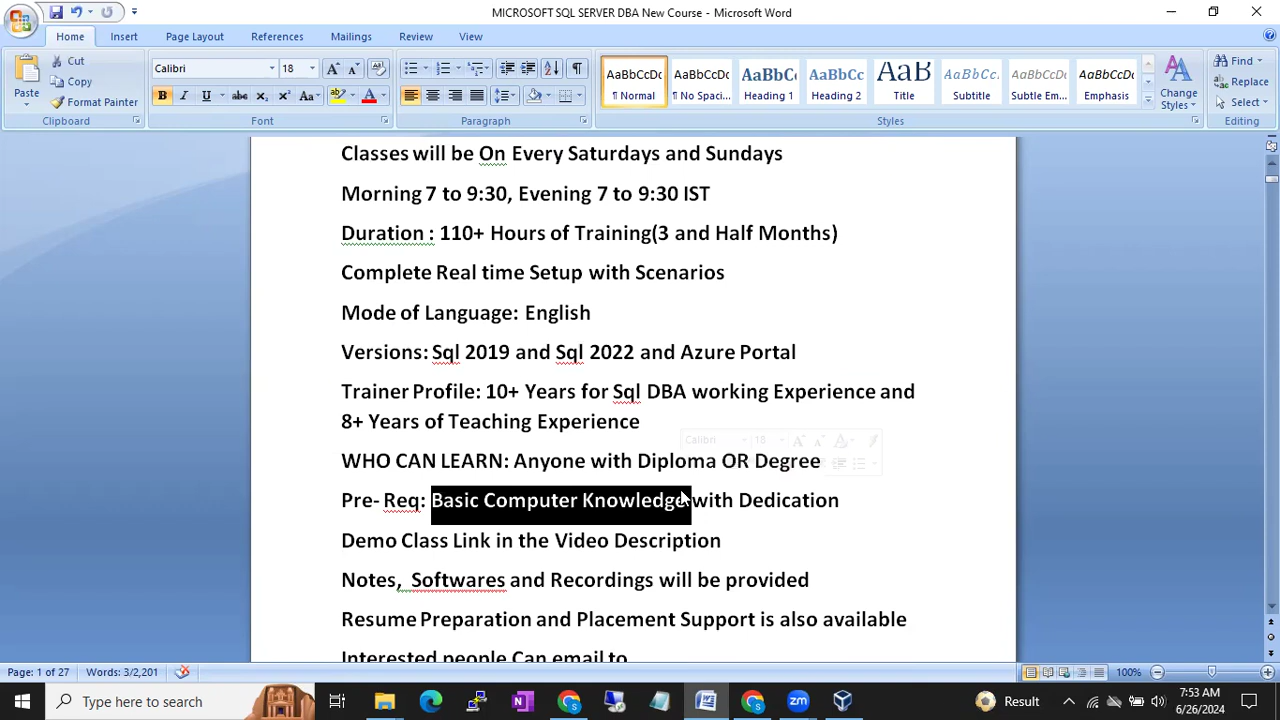 MICROSOFT SQL SERVER DBA New Course - Microsoft Word
Home Insert Page Layout References Mailings Review View
Paste
Cut
Copy
Format Painter
Clipboard
Calibri 18
Font
Paragraph
AaBbCcDc AaBbCcDc AaBbCc AaBbCc AaB AaBbCc AaBbCcDc AaBbCcDc
¶ Normal ¶ No Spaci... Heading 1 Heading 2 Title Subtitle Subtle Em... Emphasis
Change Styles
Styles
Find
Replace
Select
Editing
Classes will be On Every Saturdays and Sundays
Morning 7 to 9:30, Evening 7 to 9:30 IST
Duration : 110+ Hours of Training(3 and Half Months)
Complete Real time Setup with Scenarios
Mode of Language: English
Versions: Sql 2019 and Sql 2022 and Azure Portal
Trainer Profile: 10+ Years for Sql DBA working Experience and
8+ Years of Teaching Experience
Calibri 18
WHO CAN LEARN: Anyone with Diploma OR Degree
Pre- Req: Basic Computer Knowledge with Dedication
Demo Class Link in the Video Description
Notes, Softwares and Recordings will be provided
Resume Preparation and Placement Support is also available
Interested people Can email to
Page: 1 of 27 Words: 3/2,201 100%
Type here to search
Result
7:53 AM
6/26/2024